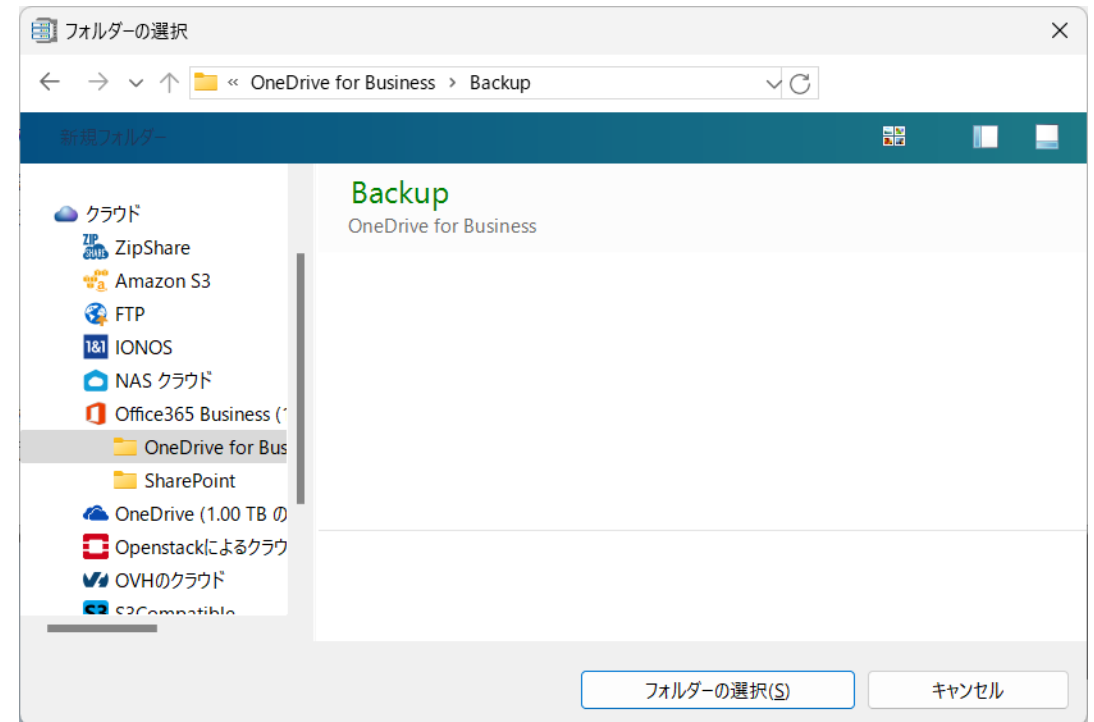 フォルダーの選択
« OneDrive for Business > Backup
新規フォルダー
Backup
OneDrive for Business
クラウド
ZipShare
Amazon S3
FTP
IONOS
NAS クラウド
Office365 Business (
OneDrive for Bus
SharePoint
OneDrive (1.00 TB の
Openstackによるクラウ
OVHのクラウド
S3Compatible
フォルダーの選択(S)
キャンセル